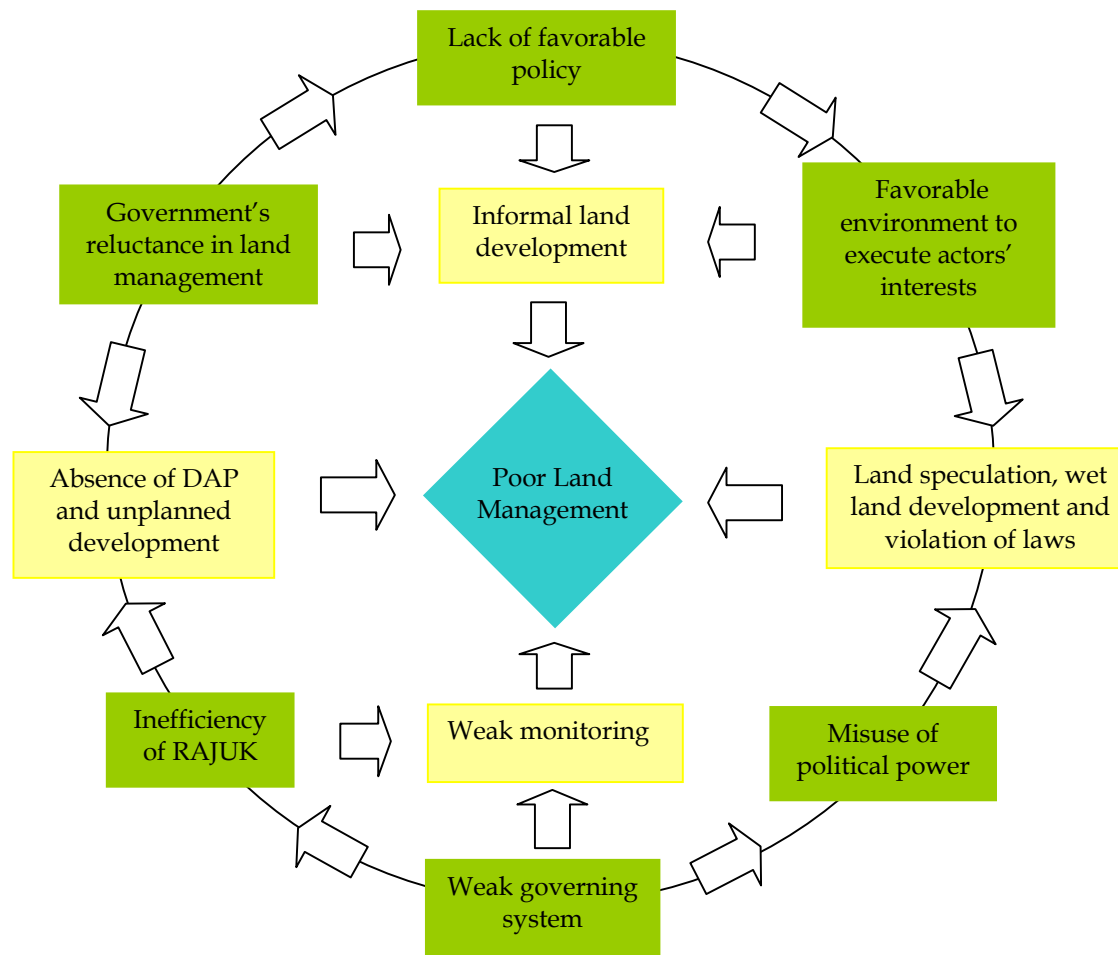 Lack of favorable
policy
Government’s
reluctance in land
management
Informal land
development
Favorable
environment to
execute actors’
interests
Absence of DAP
and unplanned
development
Poor Land
Management
Land speculation, wet
land development and
violation of laws
Inefficiency
of RAJUK
Weak monitoring
Misuse of
political power
Weak governing
system